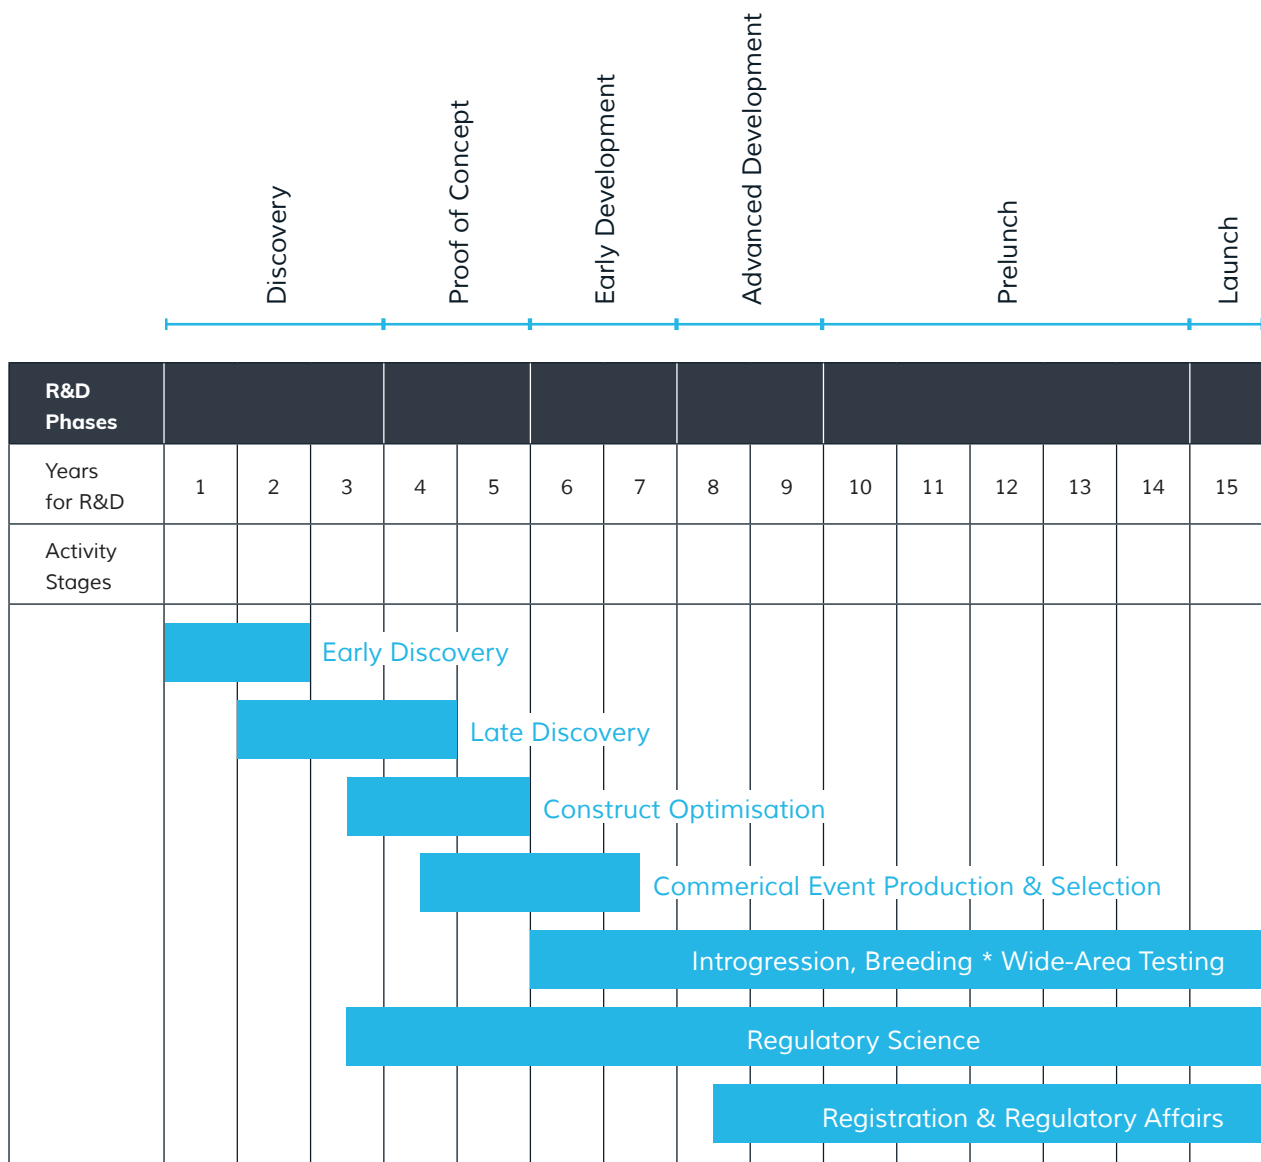 Discovery
Proof of Concept
Early Development
Advanced Development
Prelunch
Launch
R&D
Phases
Years
for R&D
1 2 3 4 5 6 7 8 9 10 11 12 13 14 15
Activity
Stages
Early Discovery
Late Discovery
Construct Optimisation
Commerical Event Production & Selection
Introgression, Breeding * Wide-Area Testing
Regulatory Science
Registration & Regulatory Affairs